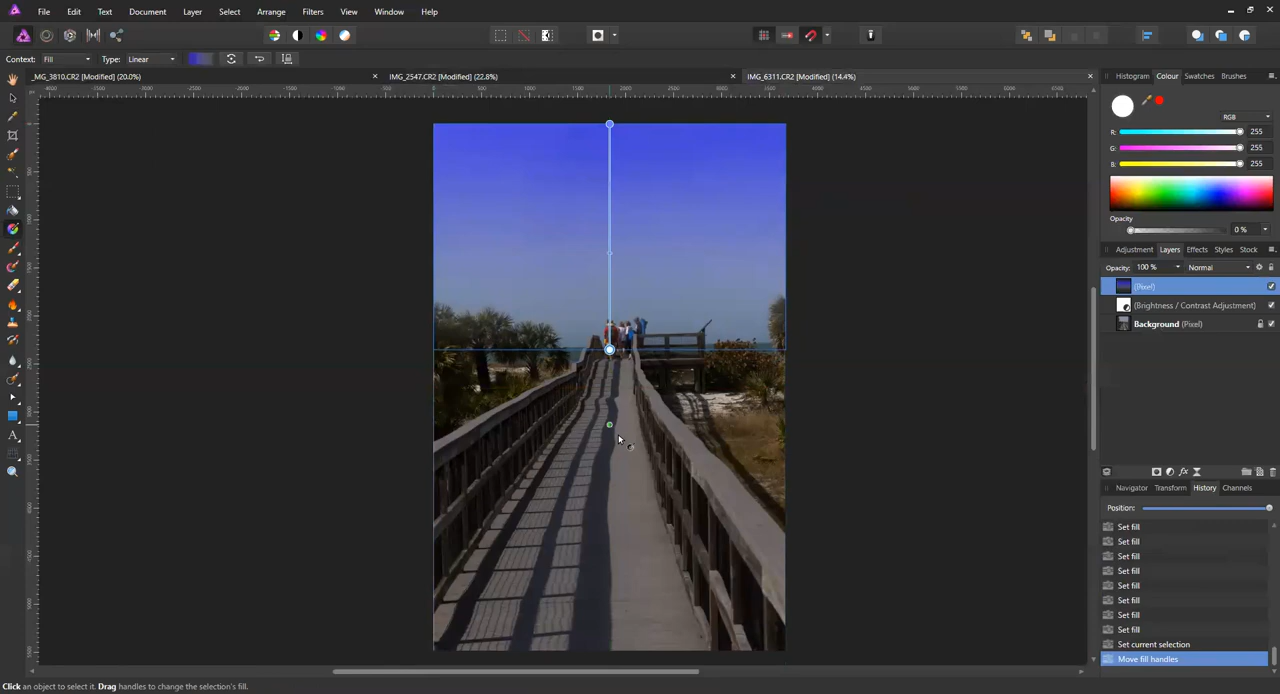 File Edit Text Document Layer Select Arrange Filters View Window Help
Context: Fill Type: Linear
_MG_3810.CR2 [Modified] (20.0%) IMG_2547.CR2 [Modified] (22.8%) IMG_6311.CR2 [Modified] (14.4%)
Histogram Colour Swatches Brushes
RGB
R: 255
G: 255
B: 255
Opacity
0 %
Adjustment Layers Effects Styles Stock
Opacity: 100 % Normal
(Pixel)
(Brightness / Contrast Adjustment)
Background (Pixel)
Navigator Transform History Channels
Position:
Set fill
Set fill
Set fill
Set fill
Set fill
Set fill
Set fill
Set fill
Set current selection
Move fill handles
Click an object to select it. Drag handles to change the selection's fill.